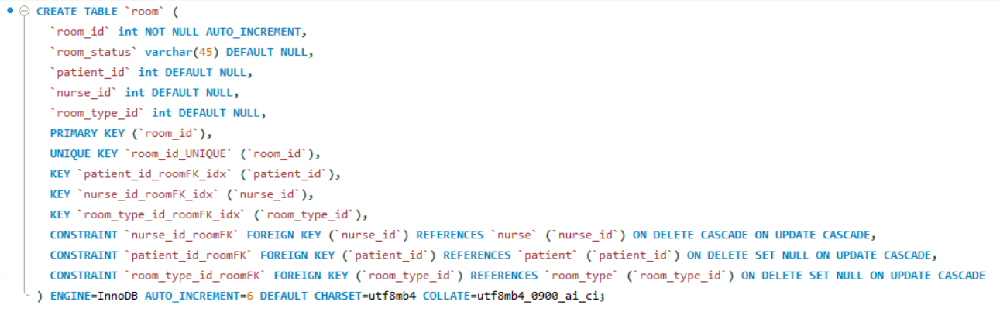 CREATE TABLE `room` (
`room_id` int NOT NULL AUTO_INCREMENT,
`room_status` varchar(45) DEFAULT NULL,
`patient_id` int DEFAULT NULL,
`nurse_id` int DEFAULT NULL,
`room_type_id` int DEFAULT NULL,
PRIMARY KEY (`room_id`),
UNIQUE KEY `room_id_UNIQUE` (`room_id`),
KEY `patient_id_roomFK_idx` (`patient_id`),
KEY `nurse_id_roomFK_idx` (`nurse_id`),
KEY `room_type_id_roomFK_idx` (`room_type_id`),
CONSTRAINT `nurse_id_roomFK` FOREIGN KEY (`nurse_id`) REFERENCES `nurse` (`nurse_id`) ON DELETE CASCADE ON UPDATE CASCADE,
CONSTRAINT `patient_id_roomFK` FOREIGN KEY (`patient_id`) REFERENCES `patient` (`patient_id`) ON DELETE SET NULL ON UPDATE CASCADE,
CONSTRAINT `room_type_id_roomFK` FOREIGN KEY (`room_type_id`) REFERENCES `room_type` (`room_type_id`) ON DELETE SET NULL ON UPDATE CASCADE
) ENGINE=InnoDB AUTO_INCREMENT=6 DEFAULT CHARSET=utf8mb4 COLLATE=utf8mb4_0900_ai_ci;